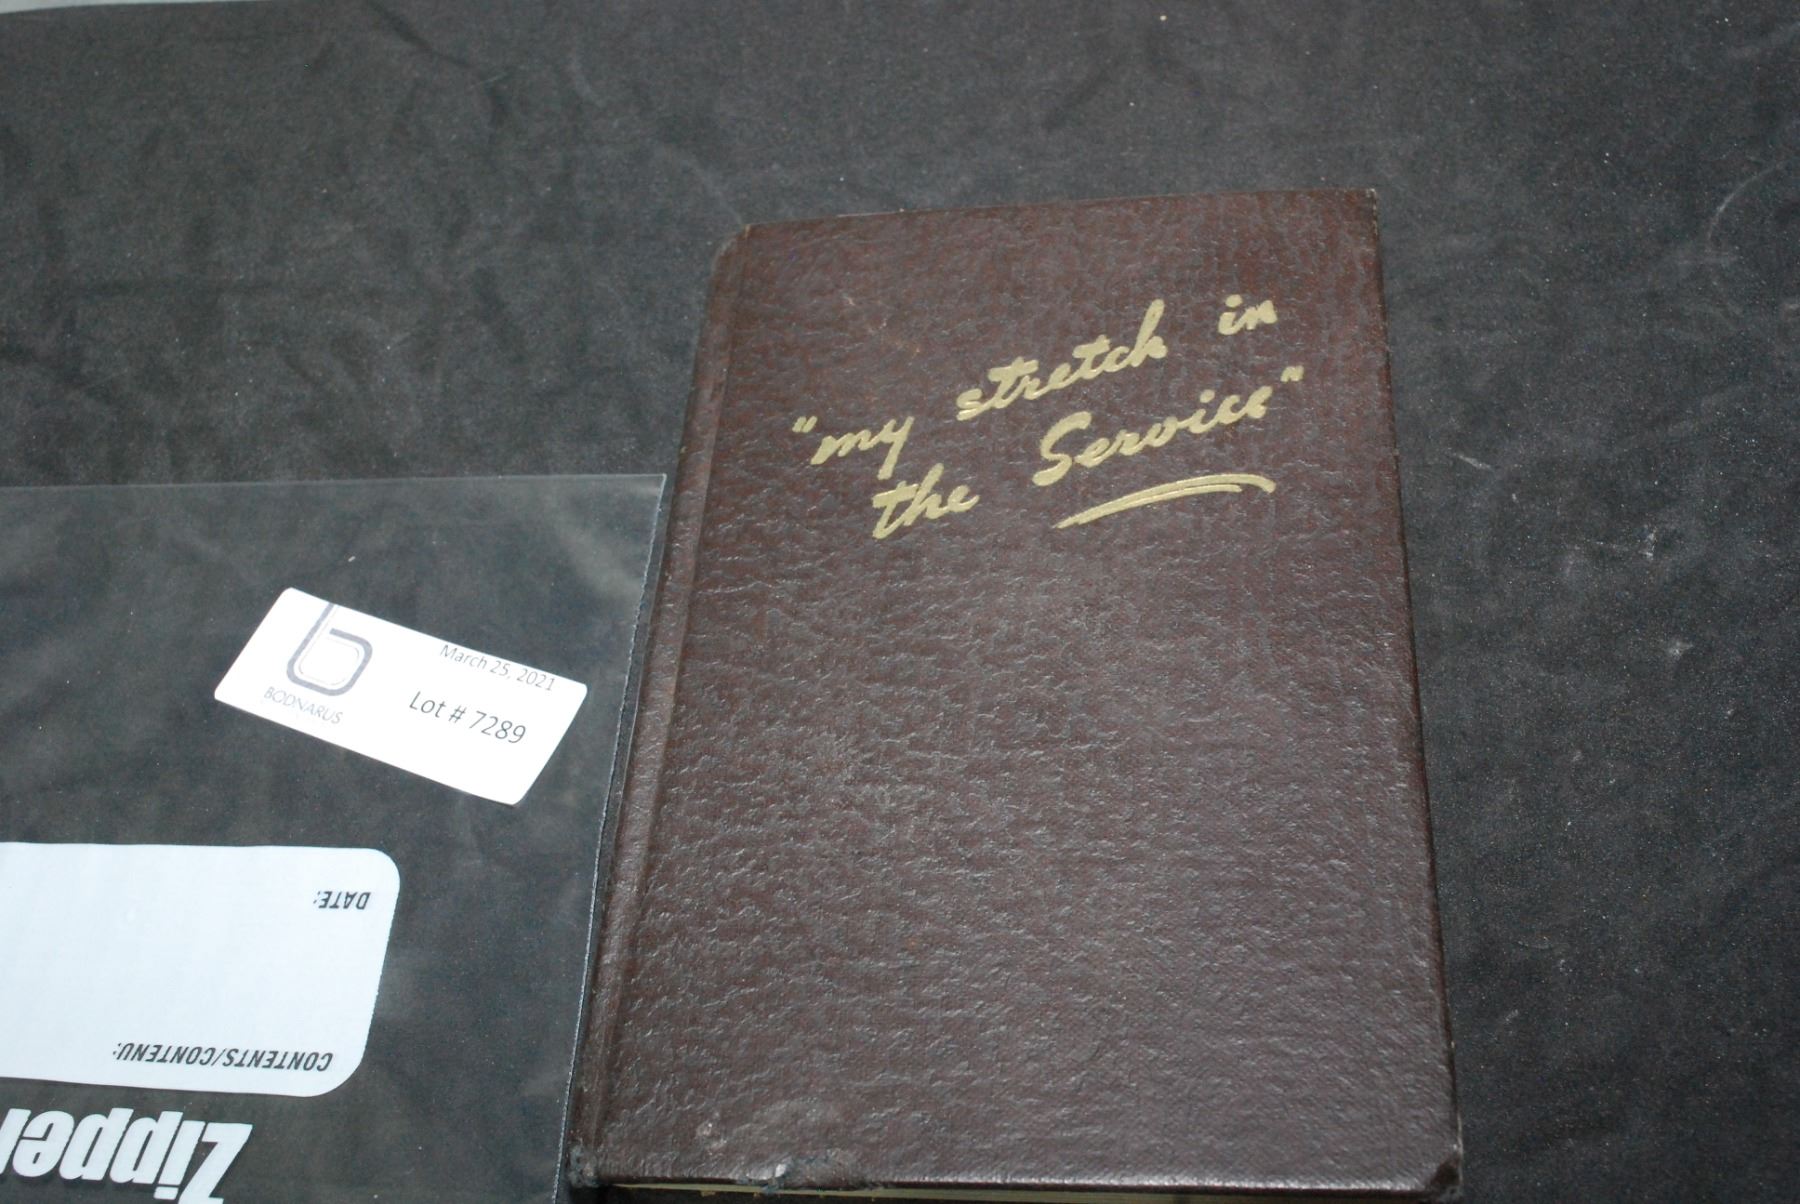 "my stretch in
the Service"
March 25, 2021
BODNARUS
Lot # 7289
DATE:
CONTENTS/CONTENU:
Zipper